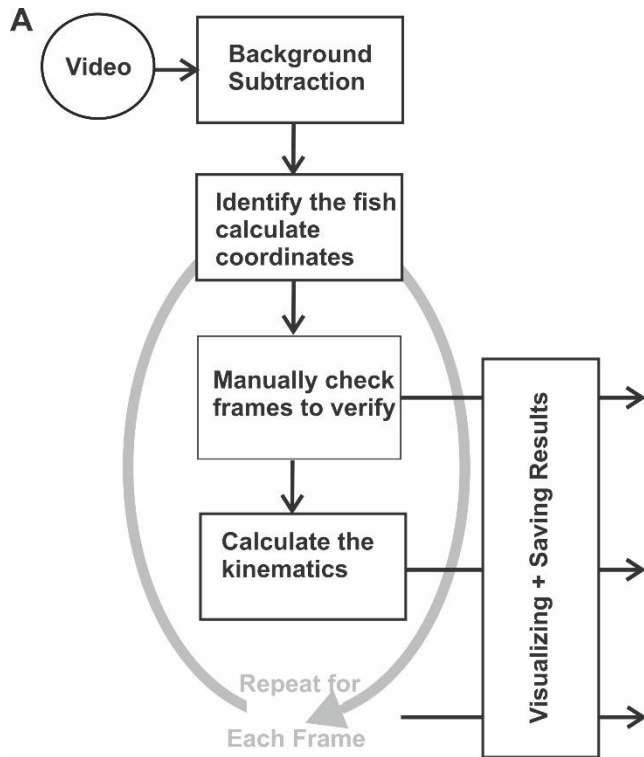 A
Video
Background
Subtraction
Identify the fish
calculate
coordinates
Manually check
frames to verify
Calculate the
kinematics
Repeat for
Each Frame
Visualizing + Saving Results